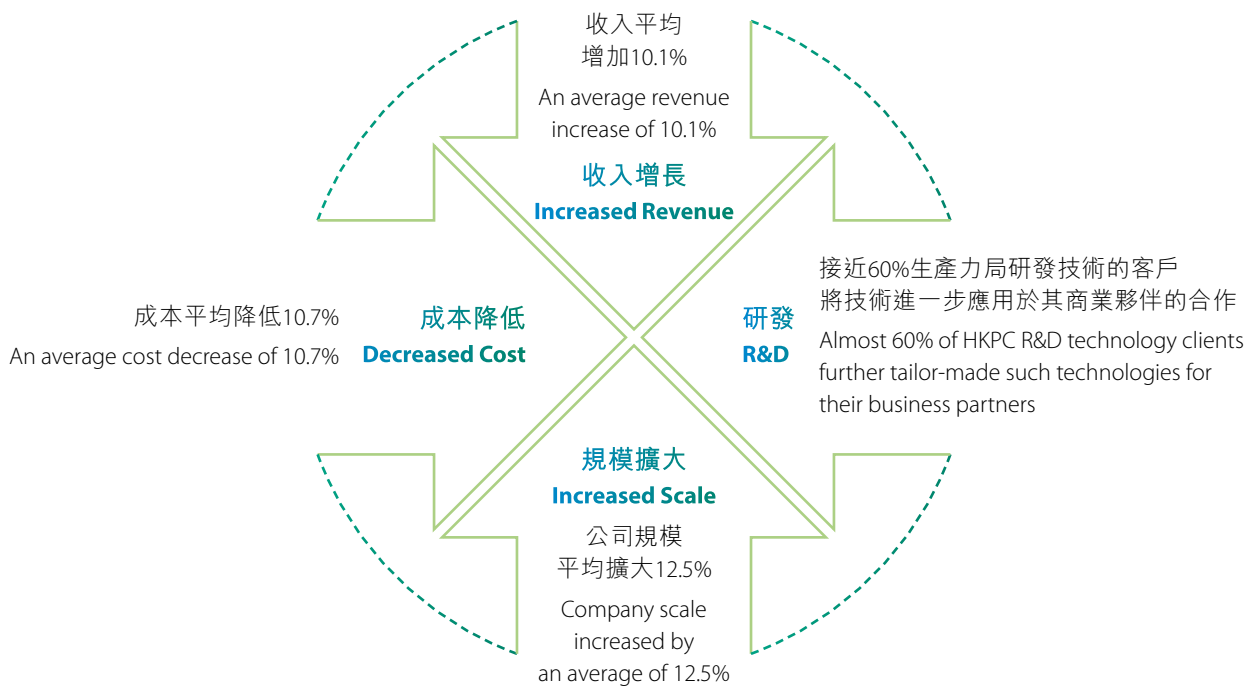 收入平均
增加10.1%
An average revenue
increase of 10.1%
收入增長
Increased Revenue
成本平均降低10.7%
An average cost decrease of 10.7%
成本降低
Decreased Cost
研發
R&D
接近60%生產力局研發技術的客戶
將技術進一步應用於其商業夥伴的合作
Almost 60% of HKPC R&D technology clients
further tailor-made such technologies for
their business partners
規模擴大
Increased Scale
公司規模
平均擴大12.5%
Company scale
increased by
an average of 12.5%